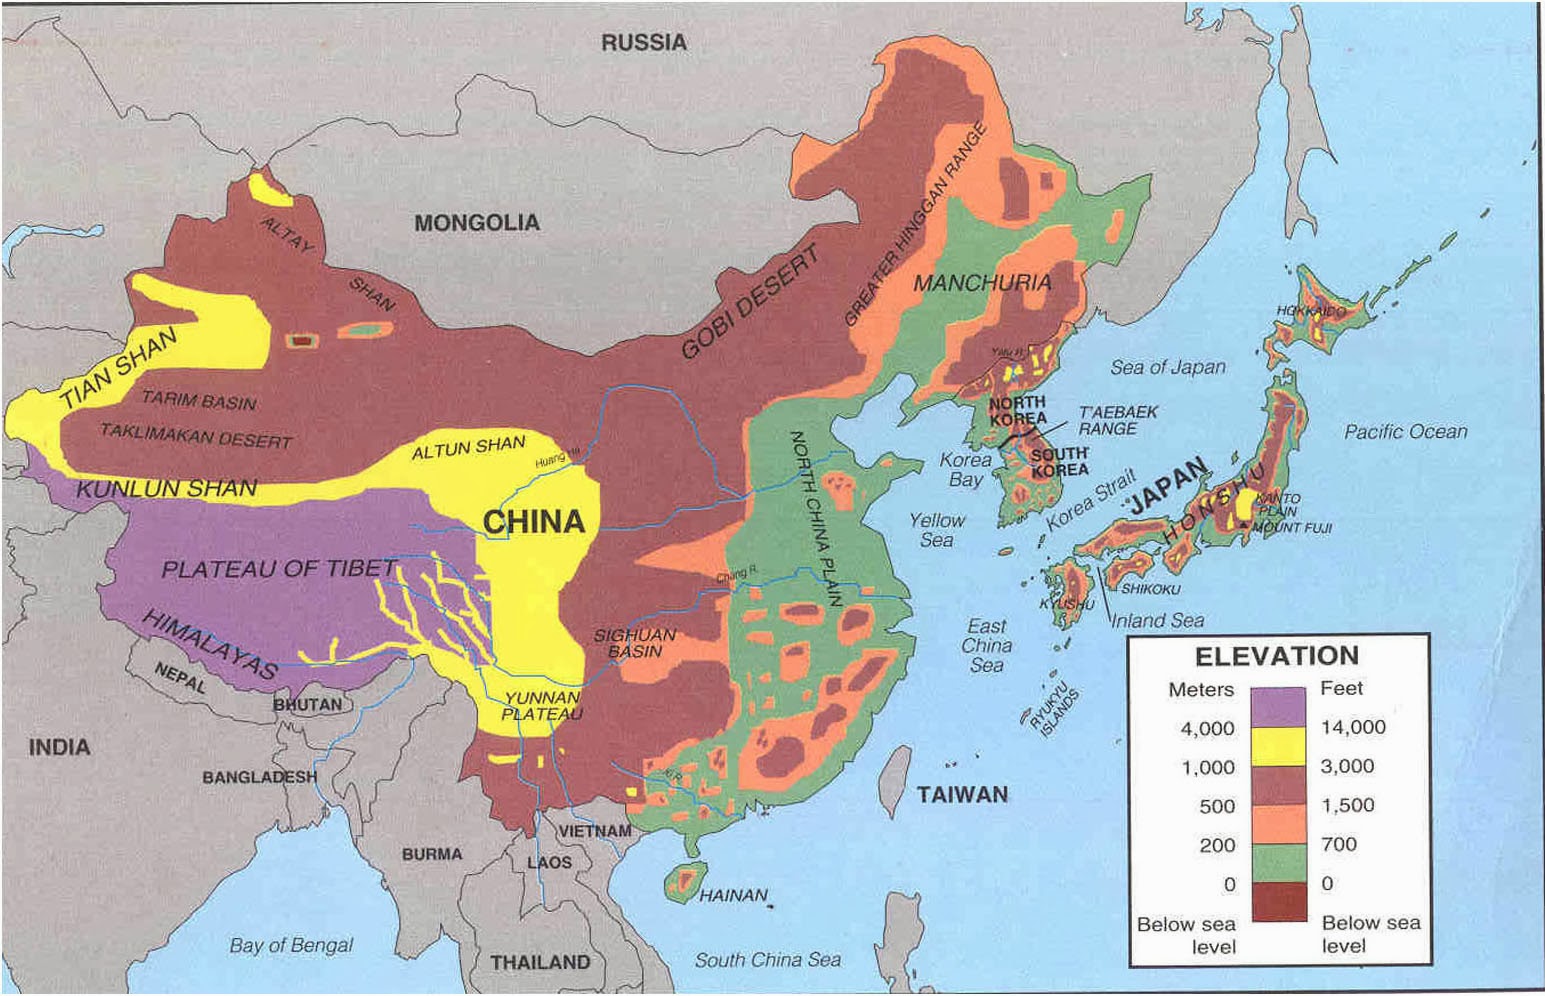 RUSSIA
MONGOLIA
ALTAY
SHAN
GOBI DESERT
GREATER HINGGAN RANGE
MANCHURIA
TIAN SHAN
TARIM BASIN
TAKLIMAKAN DESERT
ALTUN SHAN
KUNLUN SHAN
Huang He
CHINA
PLATEAU OF TIBET
HIMALAYAS
NORTH CHINA PLAIN
Chang R.
SIGHUAN
BASIN
YUNNAN
PLATEAU
Xi R.
Yalu R.
NORTH
KOREA
SOUTH
KOREA
T'AEBAEK
RANGE
Korea
Bay
Yellow
Sea
Korea Strait
Sea of Japan
HOKKAIDO
Pacific Ocean
JAPAN
HONSHU
KANTO
PLAIN
MOUNT FUJI
SHIKOKU
KYUSHU
Inland Sea
East
China
Sea
RYUKYU
ISLANDS
NEPAL
BHUTAN
INDIA
BANGLADESH
BURMA
VIETNAM
LAOS
THAILAND
Bay of Bengal
HAINAN
TAIWAN
South China Sea
ELEVATION
Meters Feet
4,000 14,000
1,000 3,000
500 1,500
200 700
0 0
Below sea Below sea
level level